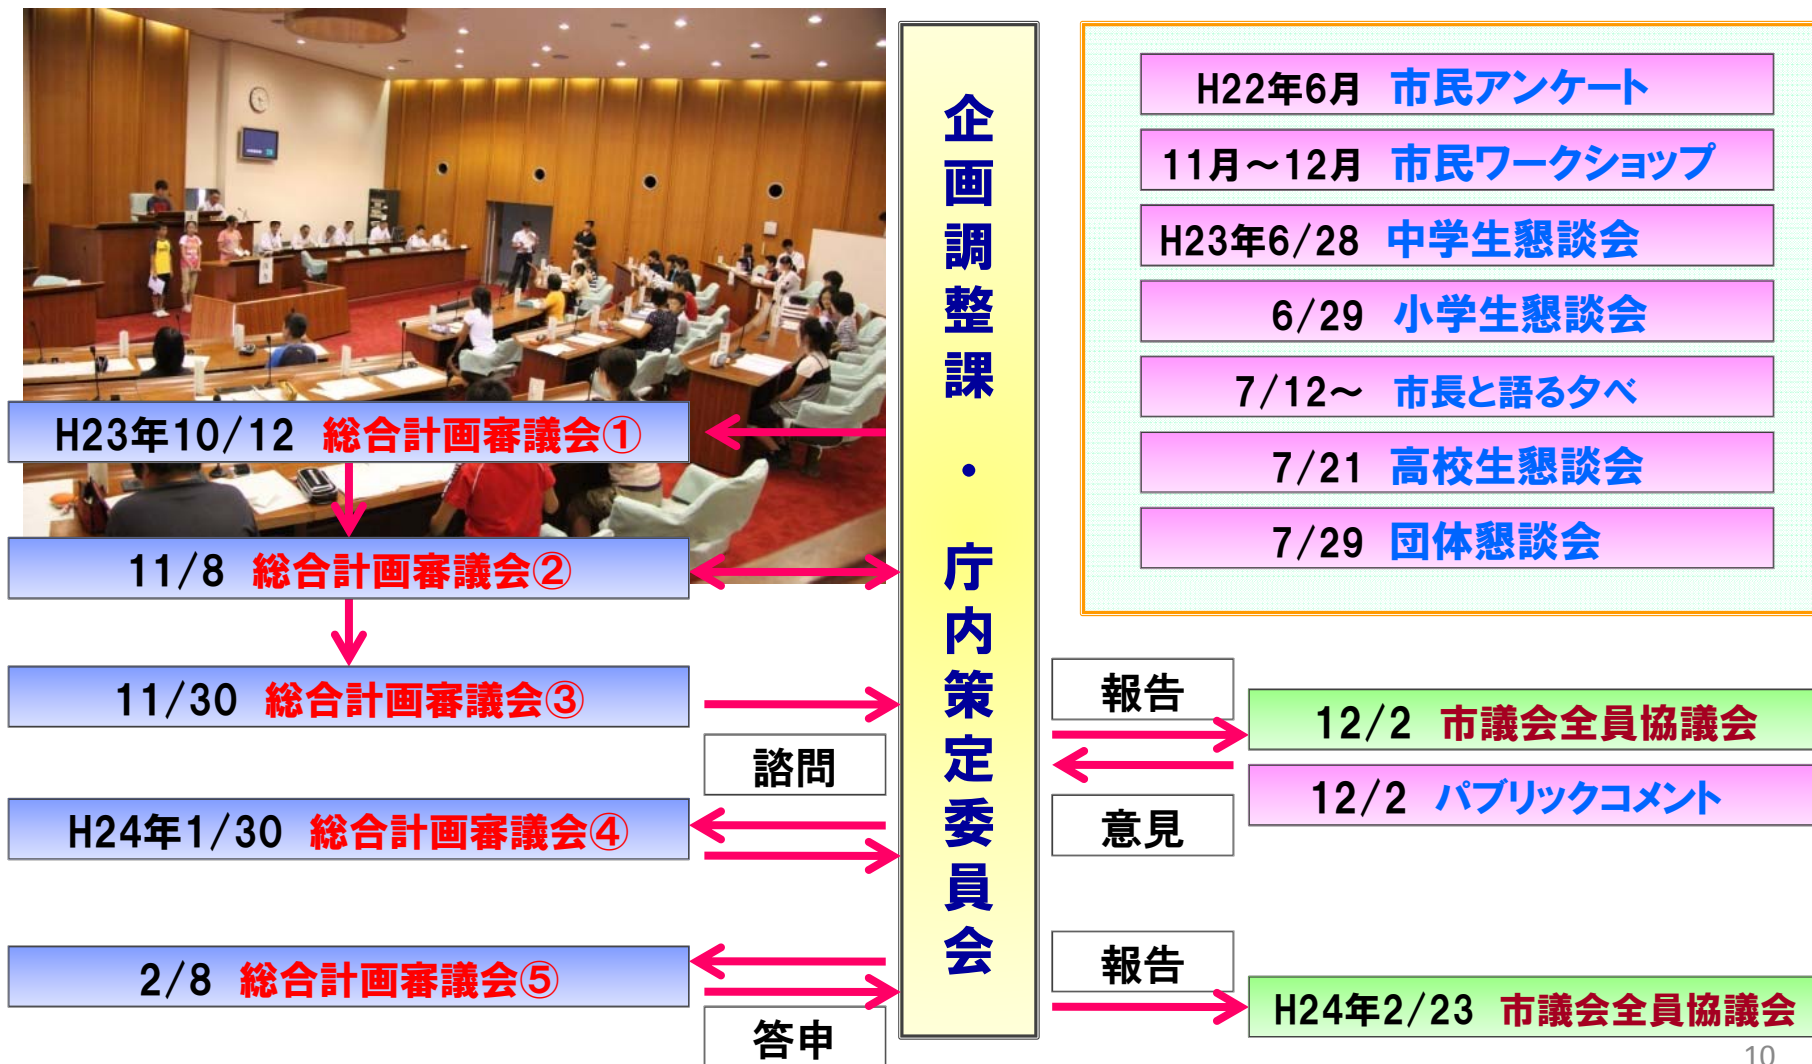 企画調整課・庁内策定委員会
H22年6月 市民アンケート
11月～12月 市民ワークショップ
H23年6/28 中学生懇談会
6/29 小学生懇談会
7/12～ 市長と語る夕べ
7/21 高校生懇談会
7/29 団体懇談会
H23年10/12 総合計画審議会①
11/8 総合計画審議会②
11/30 総合計画審議会③
諮問
H24年1/30 総合計画審議会④
2/8 総合計画審議会⑤
答申
報告
12/2 市議会全員協議会
12/2 パブリックコメント
意見
報告
H24年2/23 市議会全員協議会
10